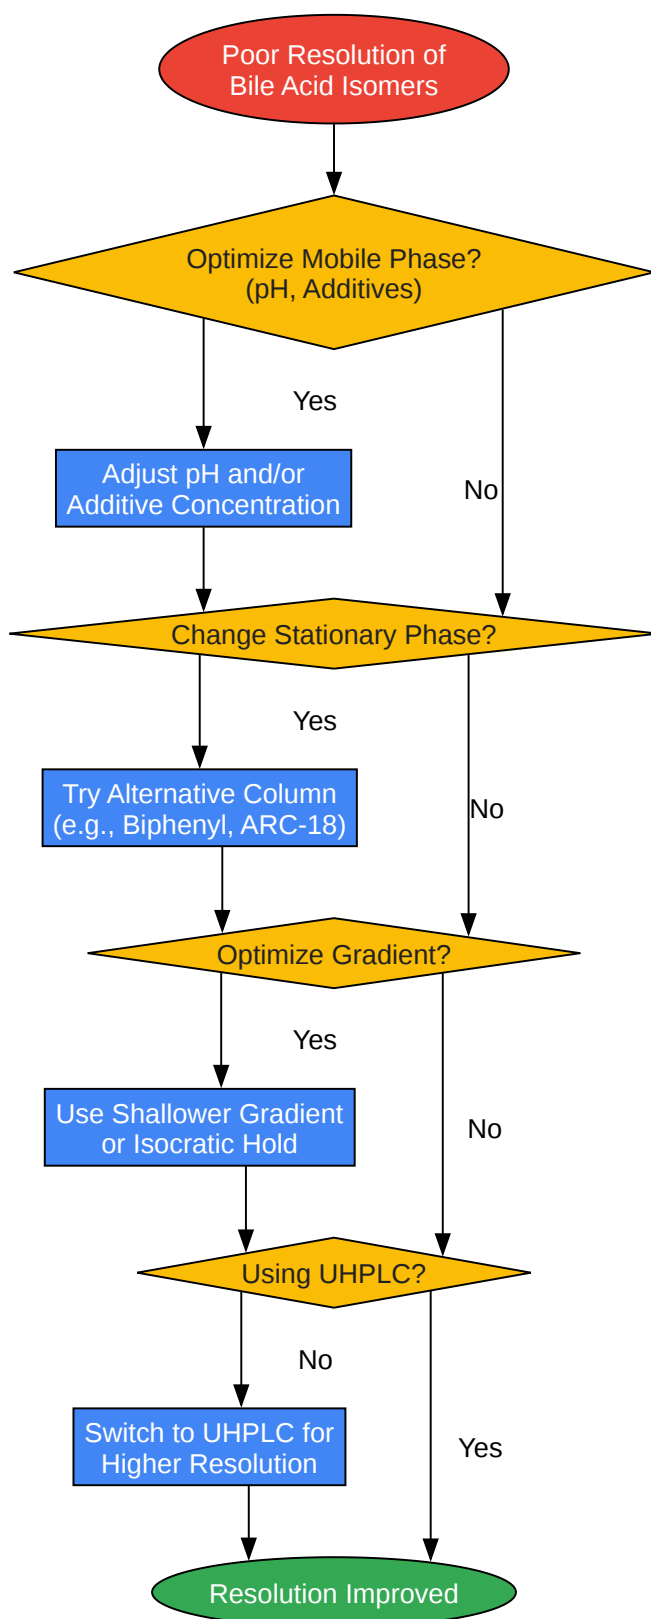 Poor Resolution of
Bile Acid Isomers
Optimize Mobile Phase?
(pH, Additives)
Yes
Adjust pH and/or
Additive Concentration
No
Change Stationary Phase?
Yes
Try Alternative Column
(e.g., Biphenyl, ARC-18)
No
Optimize Gradient?
Yes
Use Shallower Gradient
or Isocratic Hold
No
Using UHPLC?
No
Switch to UHPLC for
Higher Resolution
Yes
Resolution Improved